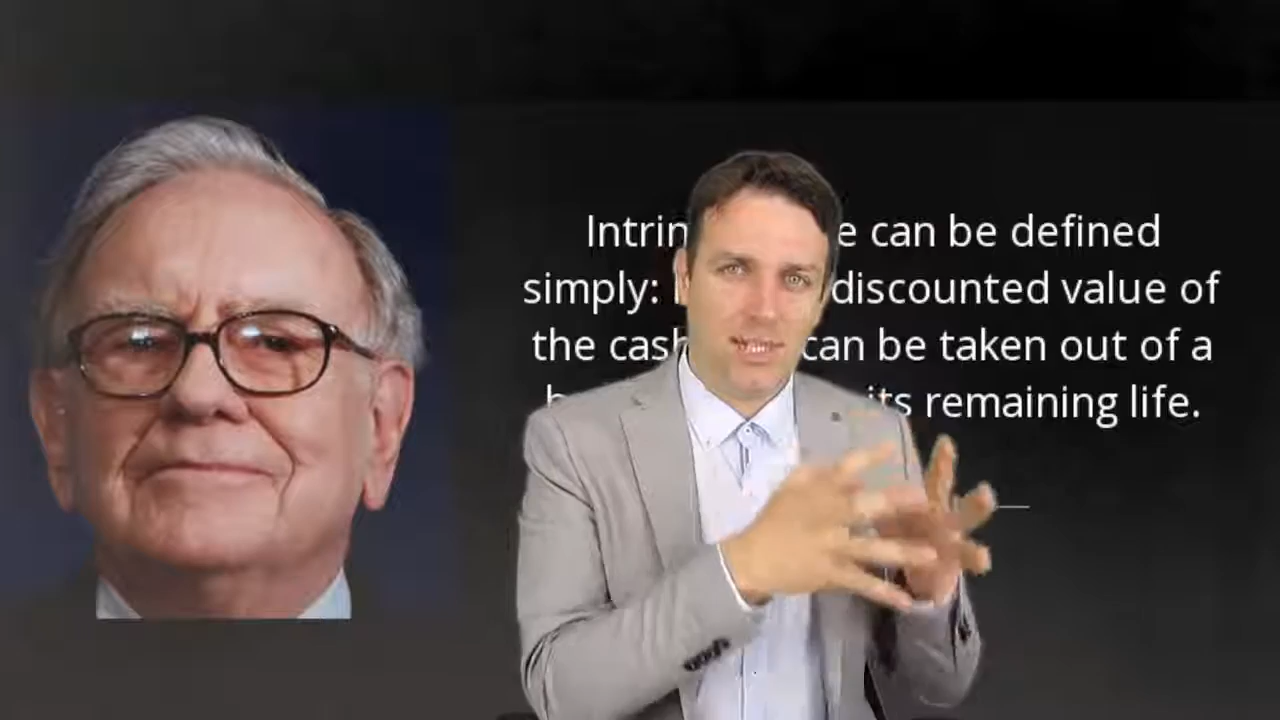 Intrin e can be defined
simply: discounted value of
the cash can be taken out of a
its remaining life.